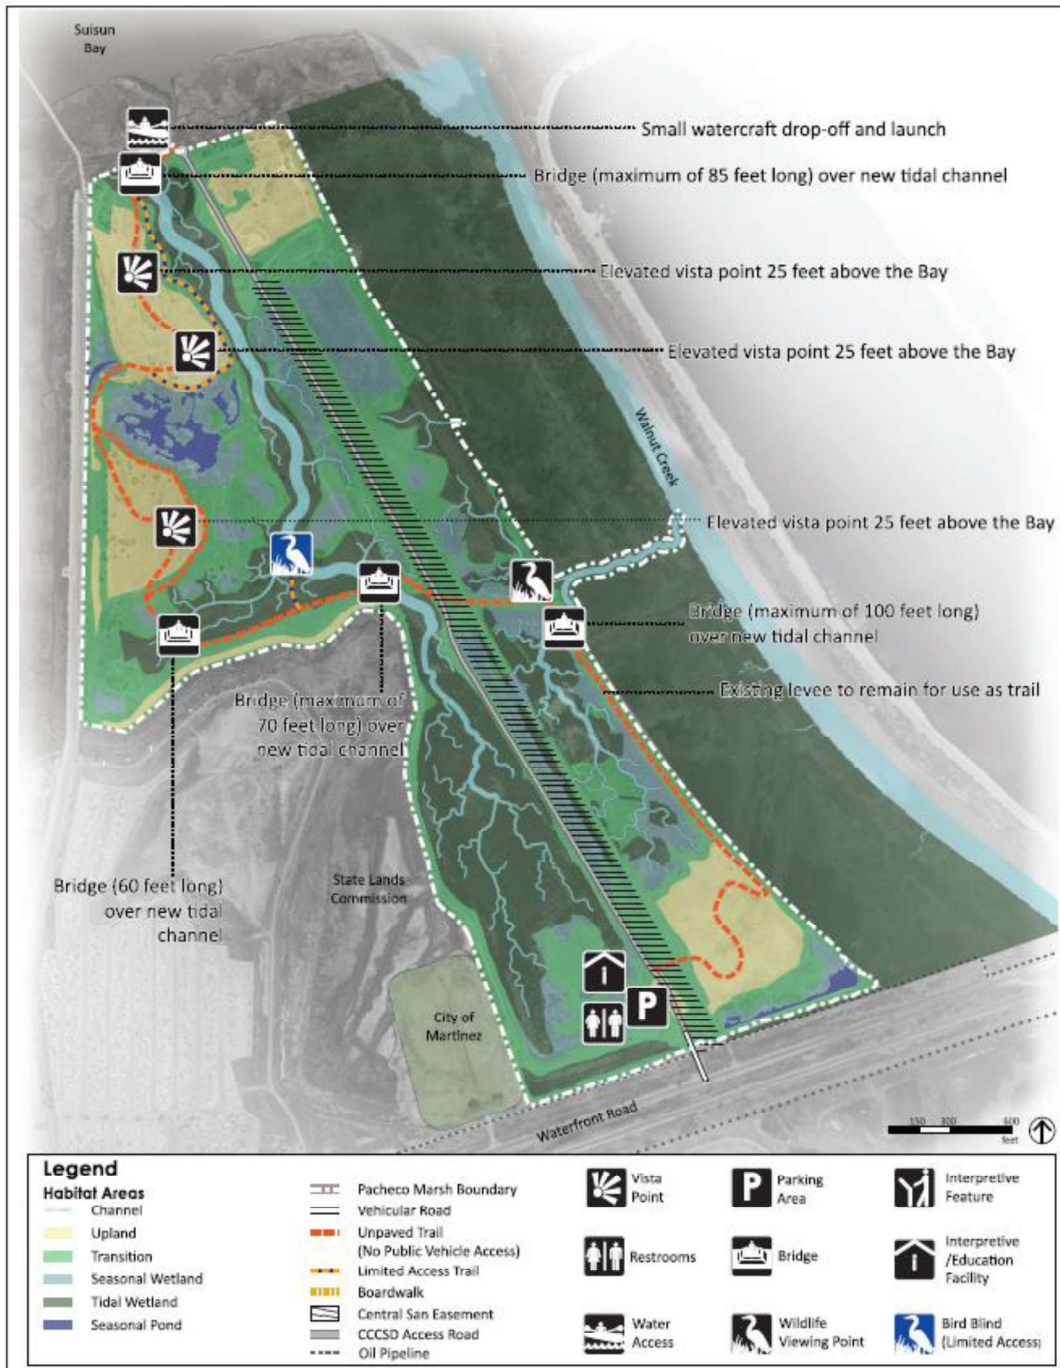 Suisun
Bay
Small watercraft drop-off and launch
Bridge (maximum of 85 feet long) over new tidal channel
Elevated vista point 25 feet above the Bay
Elevated vista point 25 feet above the Bay
Walnut Creek
Elevated vista point 25 feet above the Bay
Bridge (maximum of 100 feet long)
over new tidal channel
Existing levee to remain for use as trail
Bridge (maximum of
70 feet long) over
new tidal channel
Bridge (60 feet long)
over new tidal
channel
State Lands
Commission
i
P
City of
Martinez
Waterfront Road
150 300 600
feet
Legend
Habitat Areas
Channel
Upland
Transition
Seasonal Wetland
Tidal Wetland
Seasonal Pond
Pacheco Marsh Boundary
Vehicular Road
Unpaved Trail
(No Public Vehicle Access)
Limited Access Trail
Boardwalk
Central San Easement
CCCSD Access Road
Oil Pipeline
Vista
Point
P
Parking
Area
Interpretive
Feature
Restrooms
Bridge
i
Interpretive
/Education
Facility
Water
Access
Wildlife
Viewing Point
Bird Blind
(Limited Access)